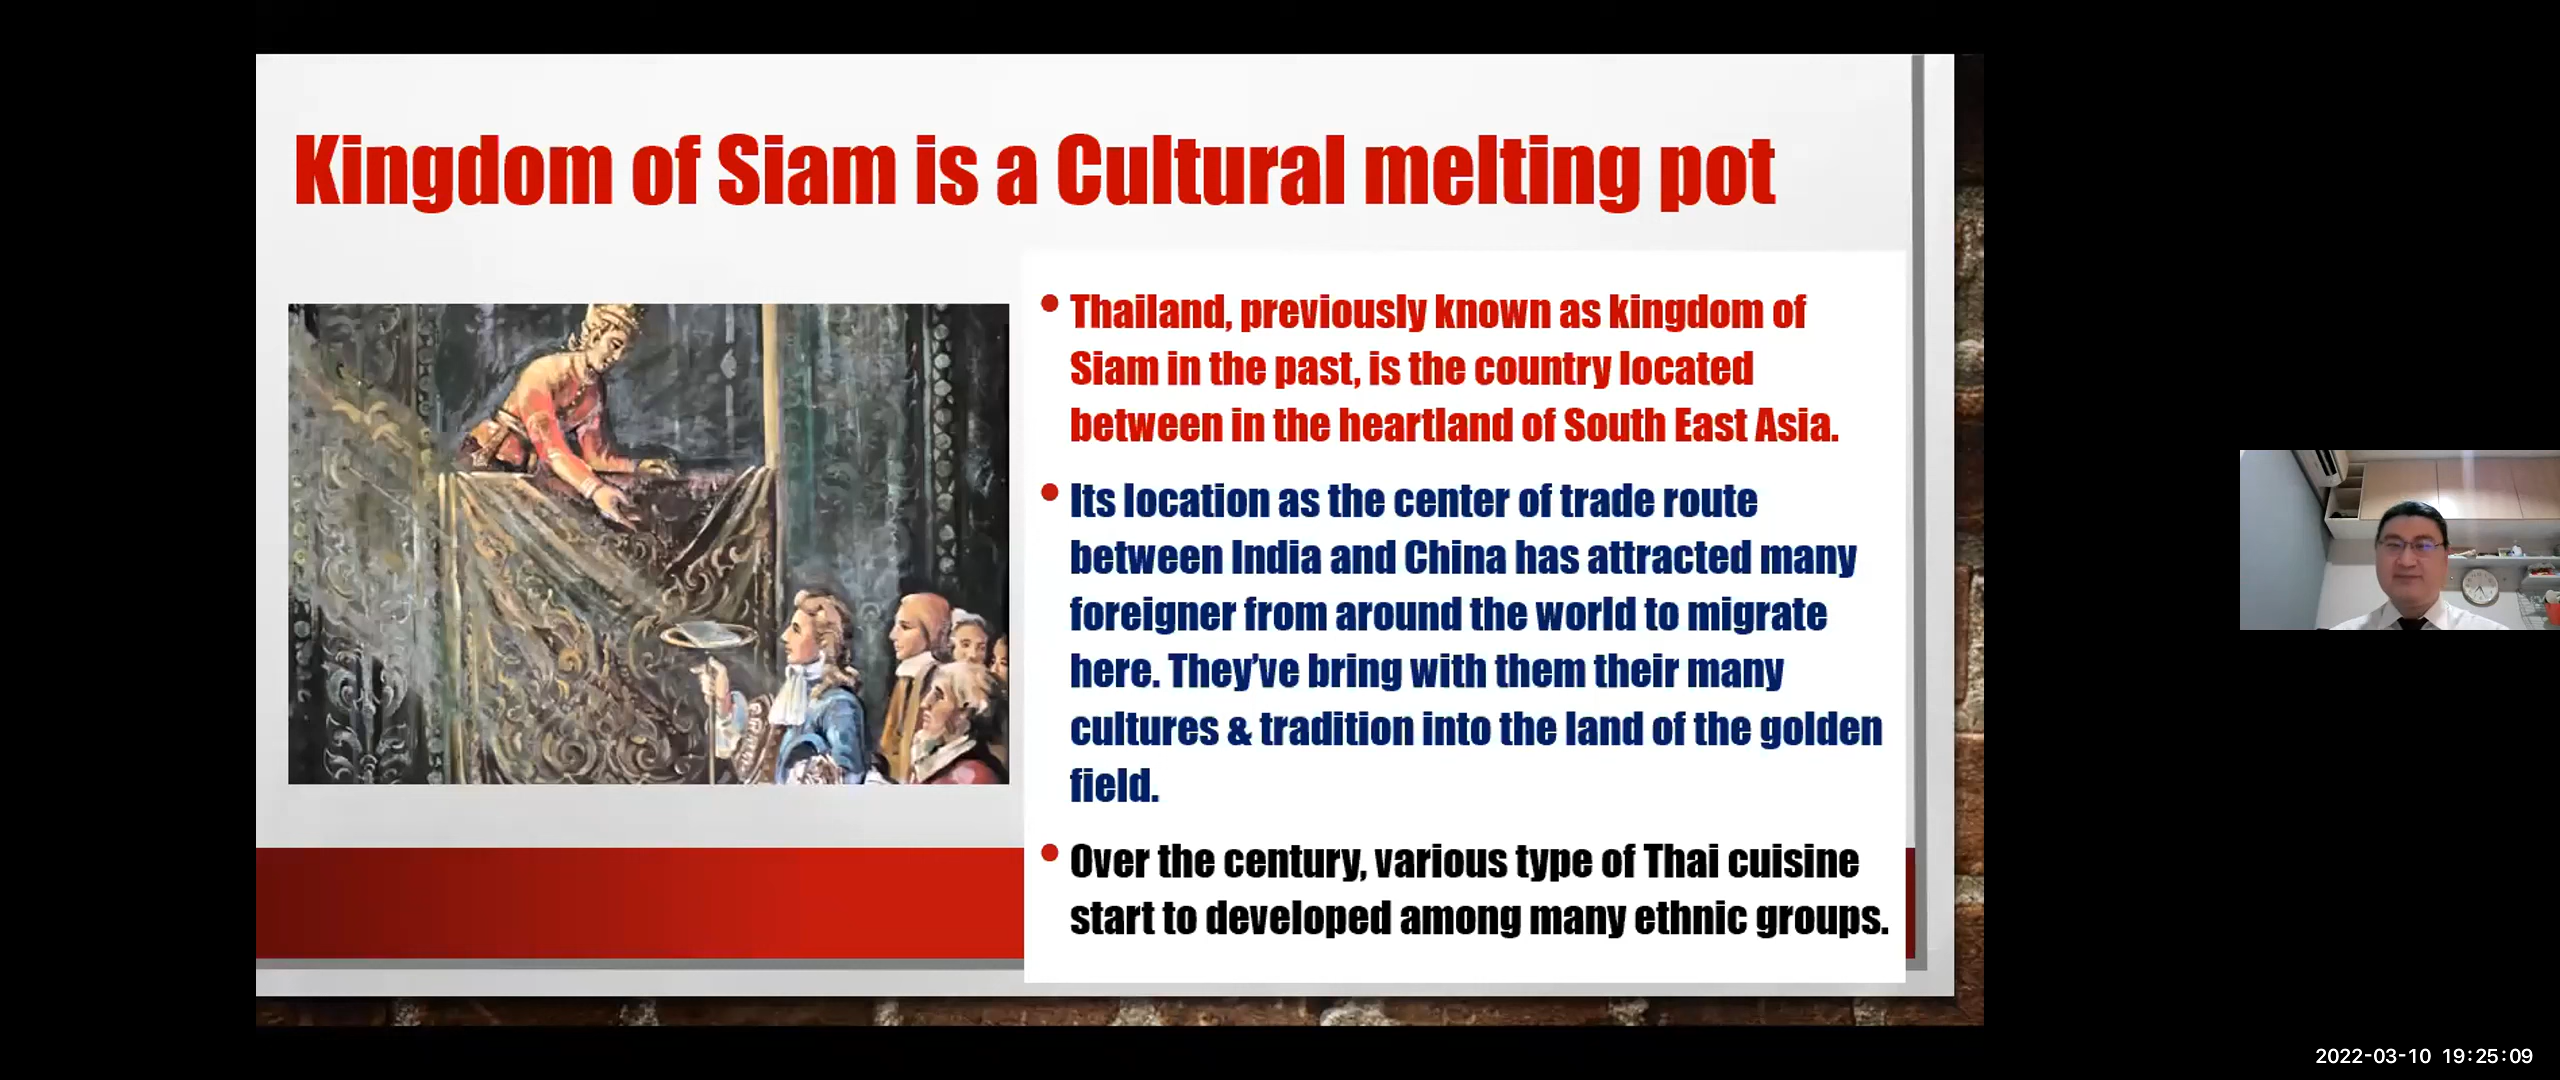 Kingdom of Siam is a Cultural melting pot
• Thailand, previously known as kingdom of
Siam in the past, is the country located
between in the heartland of South East Asia.
• Its location as the center of trade route
between India and China has attracted many
foreigner from around the world to migrate
here. They’ve bring with them their many
cultures & tradition into the land of the golden
field.
• Over the century, various type of Thai cuisine
start to developed among many ethnic groups.
2022-03-10 19:25:09